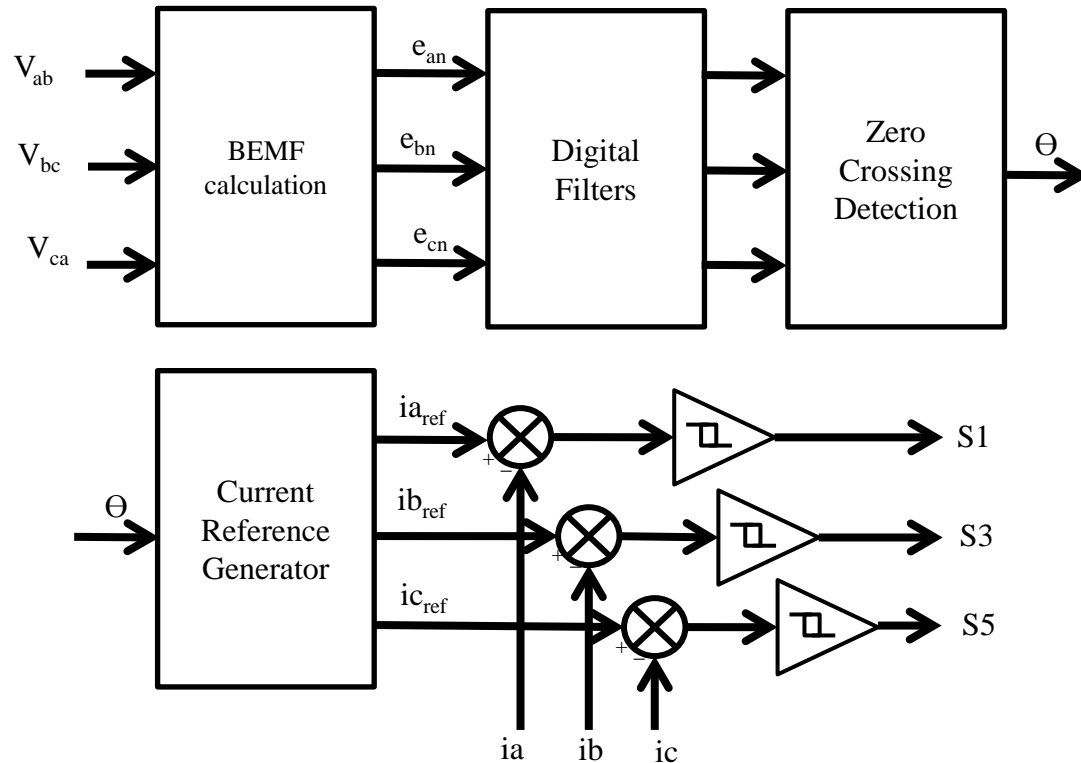 V_ab
V_bc
V_ca
BEMF
calculation
e_an
e_bn
e_cn
Digital
Filters
Zero
Crossing
Detection
Ө
Ө
Current
Reference
Generator
ia_ref
ib_ref
ic_ref
+ −
+ −
+ −
S1
S3
S5
ia ib ic